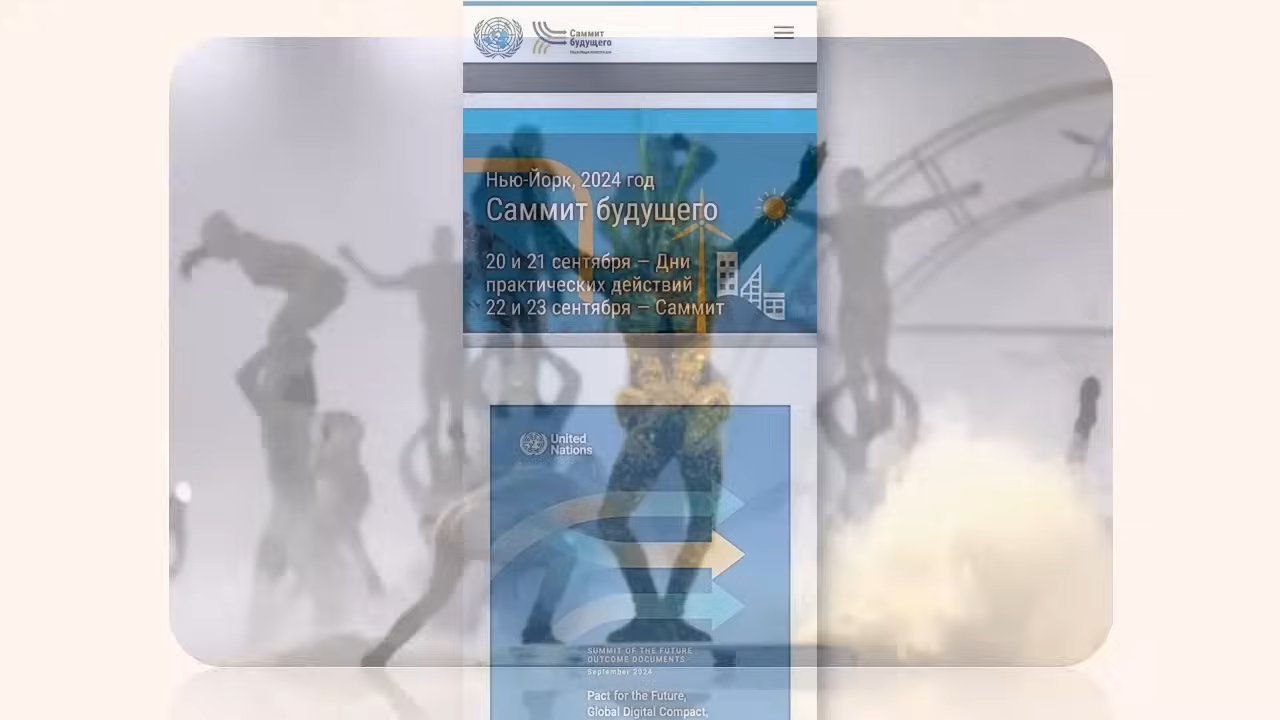 Саммит
будущего
Нью-Йорк, 2024 год
Саммит будущего
20 и 21 сентября — Дни
практических действий
22 и 23 сентября — Саммит
United
Nations
SUMMIT OF THE FUTURE
OUTCOME DOCUMENTS
September 2024
Pact for the Future,
Global Digital Compact,